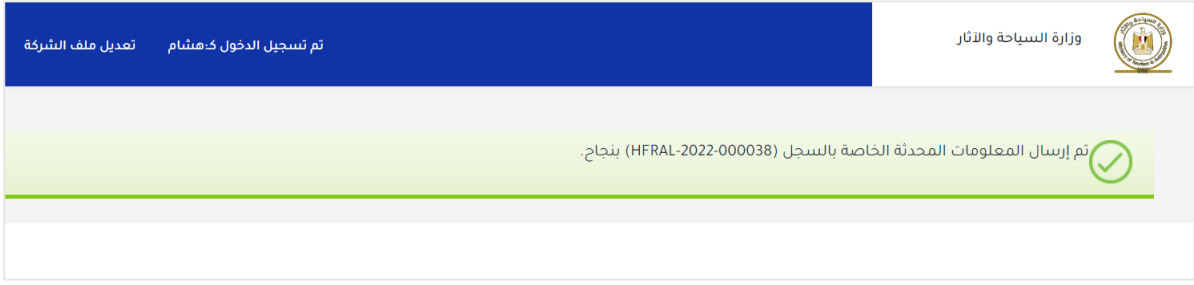 وزارة السياحة والآثار
تم تسجيل الدخول كـ:هشام
تعديل ملف الشركة
تم إرسال المعلومات المحدثة الخاصة بالسجل (HFRAL-2022-000038) بنجاح.